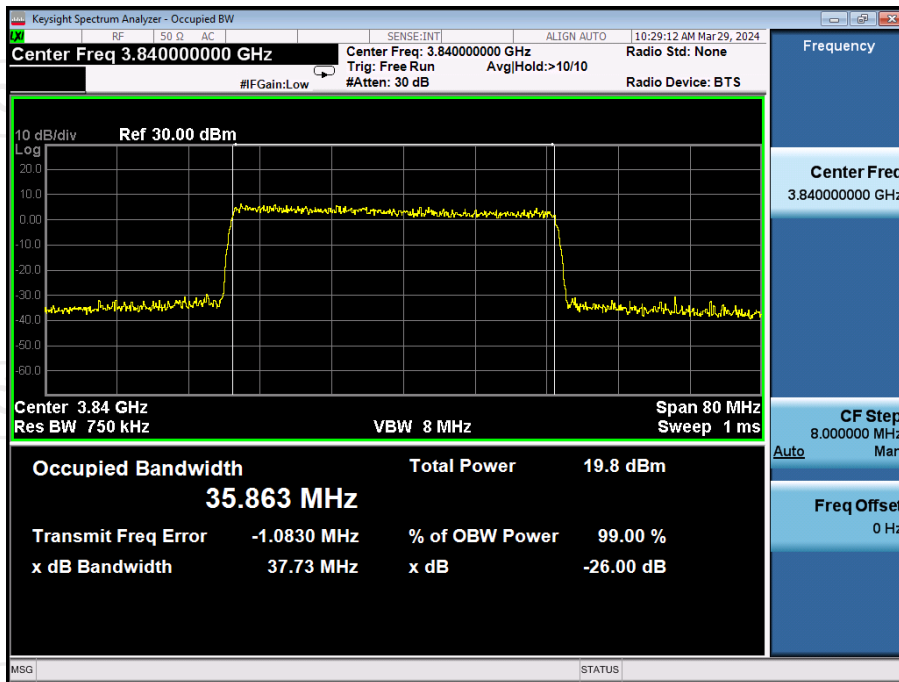 Keysight Spectrum Analyzer - Occupied BW
LXI RF 50 Ω AC SENSE:INT ALIGN AUTO 10:29:12 AM Mar 29, 2024
Center Freq 3.840000000 GHz
Center Freq: 3.840000000 GHz
Radio Std: None
Trig: Free Run Avg|Hold:>10/10
#IFGain:Low
#Atten: 30 dB
Radio Device: BTS
Frequency
10 dB/div Ref 30.00 dBm
Log
20.0
10.0
0.00
-10.0
-20.0
-30.0
-40.0
-50.0
-60.0
Center 3.84 GHz Span 80 MHz
Res BW 750 kHz VBW 8 MHz Sweep 1 ms
Occupied Bandwidth Total Power 19.8 dBm
35.863 MHz
Transmit Freq Error -1.0830 MHz % of OBW Power 99.00 %
x dB Bandwidth 37.73 MHz x dB -26.00 dB
Center Freq
3.840000000 GHz
CF Step
8.000000 MHz
Auto Man
Freq Offset
0 Hz
MSG STATUS